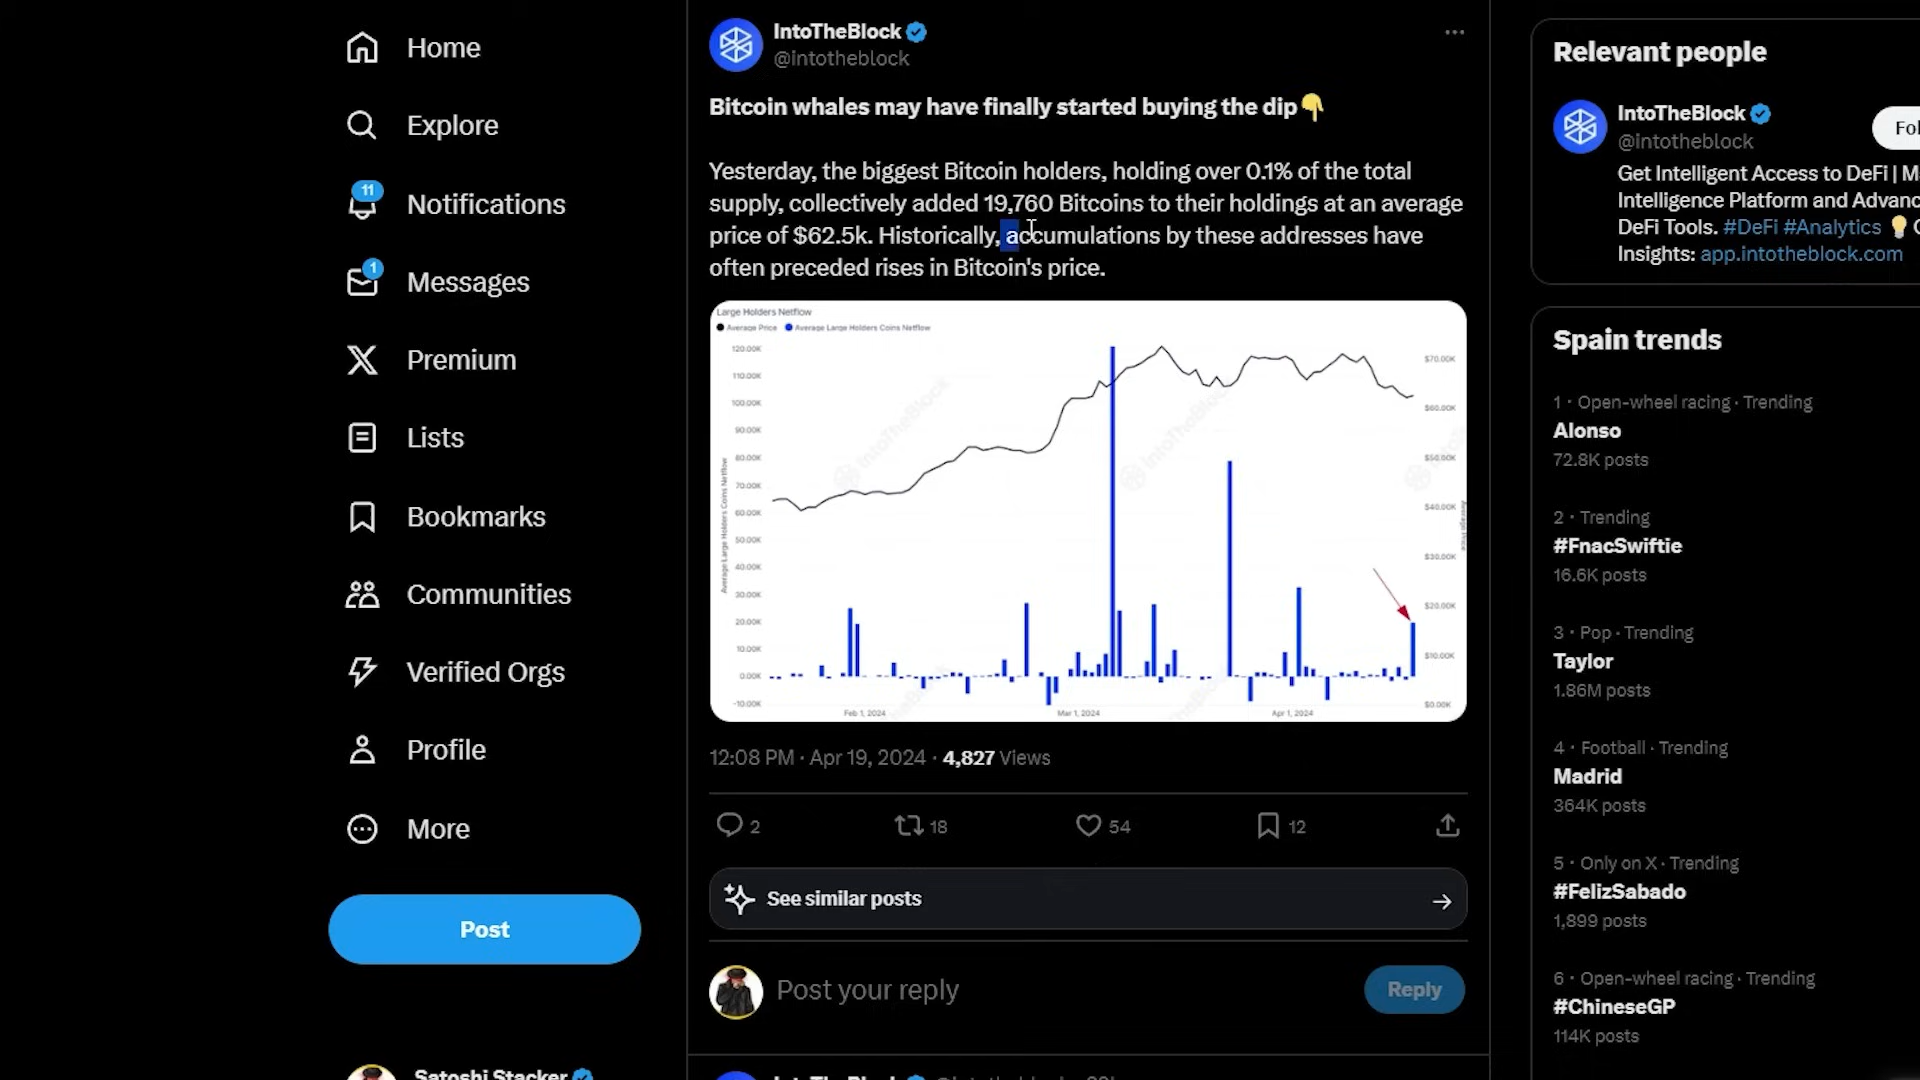 Home
Explore
11
Notifications
1
Messages
Premium
Lists
Bookmarks
Communities
Verified Orgs
Profile
More
Post
Satoshi Stacker
IntoTheBlock
@intotheblock
Bitcoin whales may have finally started buying the dip👇
Yesterday, the biggest Bitcoin holders, holding over 0.1% of the total
supply, collectively added 19,760 Bitcoins to their holdings at an average
price of $62.5k. Historically, accumulations by these addresses have
often preceded rises in Bitcoin's price.
Large Holders Netflow
Average Price Average Large Holders Coins Netflow
120.00K
110.00K
100.00K
90.00K
80.00K
70.00K
60.00K
50.00K
40.00K
30.00K
20.00K
10.00K
0.00K
-10.00K
Average Large Holders Coins Netflow
$70.00K
$60.00K
$50.00K
$40.00K
$30.00K
$20.00K
$10.00K
$0.00K
Average Price
Feb 1, 2024 Mar 1, 2024 Apr 1, 2024
IntoTheBlock
12:08 PM · Apr 19, 2024 · 4,827 Views
2 18 54 12
See similar posts
Post your reply
Reply
IntoTheBlock
Relevant people
IntoTheBlock
Fol
@intotheblock
Get Intelligent Access to DeFi | M
Intelligence Platform and Advanc
DeFi Tools. #DeFi #Analytics 💡
Insights: app.intotheblock.com
Spain trends
1 · Open-wheel racing · Trending
Alonso
72.8K posts
2 · Trending
#FnacSwiftie
16.6K posts
3 · Pop · Trending
Taylor
1.86M posts
4 · Football · Trending
Madrid
364K posts
5 · Only on X · Trending
#FelizSabado
1,899 posts
6 · Open-wheel racing · Trending
#ChineseGP
114K posts